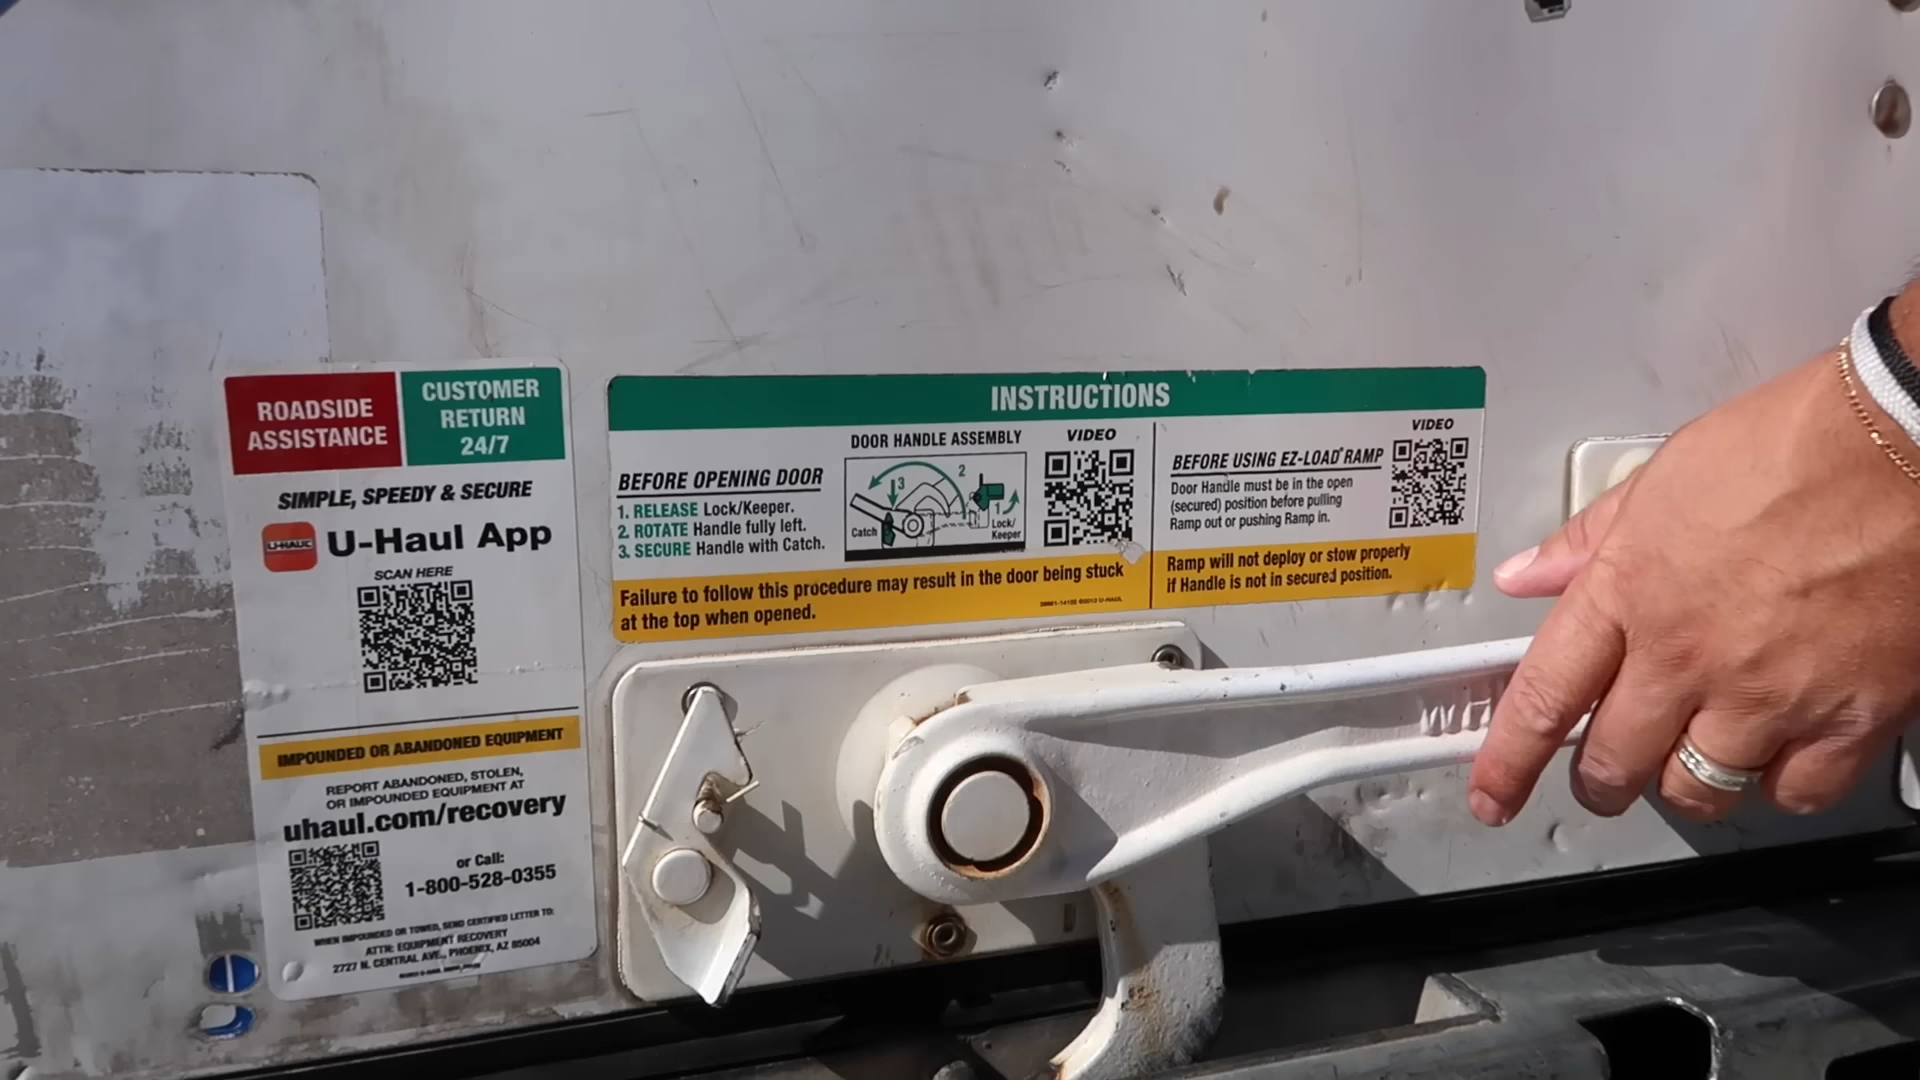 ROADSIDE
ASSISTANCE
CUSTOMER
RETURN
24/7
SIMPLE, SPEEDY & SECURE
U-HAUL
U-Haul App
SCAN HERE
IMPOUNDED OR ABANDONED EQUIPMENT
REPORT ABANDONED, STOLEN,
OR IMPOUNDED EQUIPMENT AT
uhaul.com/recovery
or Call:
1-800-528-0355
WHEN IMPOUNDED OR TOWED, SEND CERTIFIED LETTER TO:
ATTN: EQUIPMENT RECOVERY
2727 N. CENTRAL AVE., PHOENIX, AZ 85004
INSTRUCTIONS
BEFORE OPENING DOOR
1. RELEASE Lock/Keeper.
2. ROTATE Handle fully left.
3. SECURE Handle with Catch.
DOOR HANDLE ASSEMBLY
2
3
1
Catch
Lock/
Keeper
VIDEO
Failure to follow this procedure may result in the door being stuck
at the top when opened.
BEFORE USING EZ-LOAD® RAMP
Door Handle must be in the open
(secured) position before pulling
Ramp out or pushing Ramp in.
VIDEO
Ramp will not deploy or stow properly
if Handle is not in secured position.